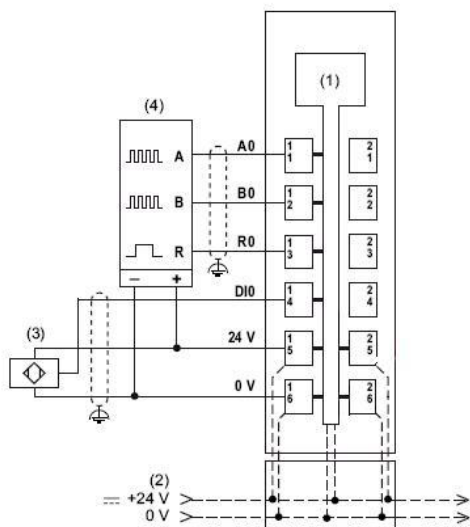 (1)
(4)
A A0 1 1 2 1
B B0 1 2 2 2
R R0 1 3 2 3
− +
DI0 1 4 2 4
(3)
24 V 1 5 2 5
0 V 1 6 2 6
(2)
+24 V
0 V